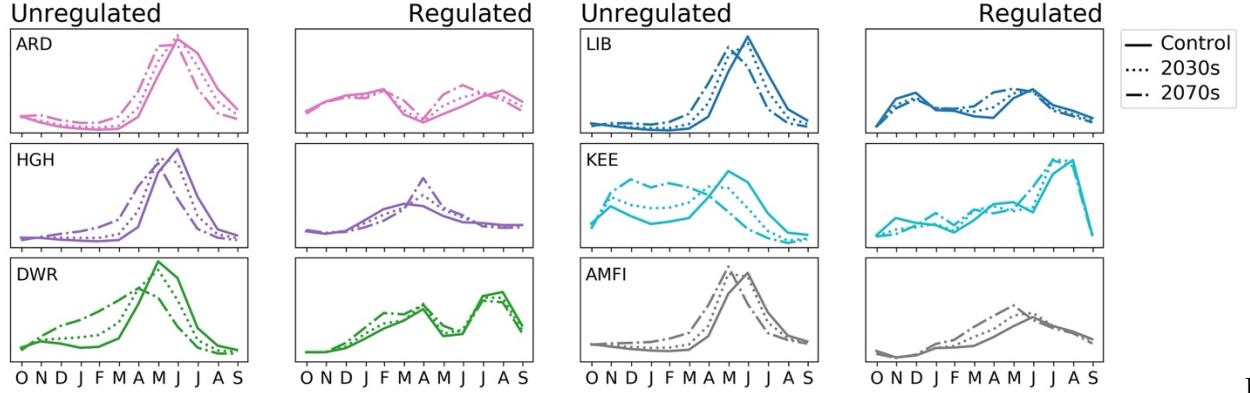 Unregulated Regulated Unregulated Regulated
ARD LIB Control
2030s
2070s
HGH KEE
DWR AMFI
O N D J F M A M J J A S O N D J F M A M J J A S O N D J F M A M J J A S O N D J F M A M J J A S